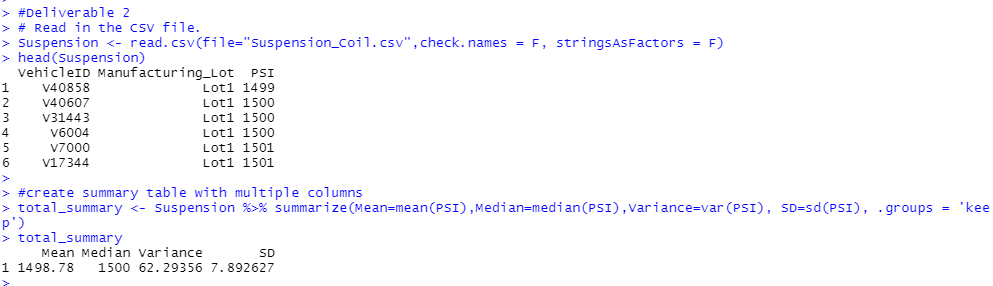 >
> #Deliverable 2
> # Read in the CSV file.
> Suspension <- read.csv(file="Suspension_Coil.csv",check.names = F, stringsAsFactors = F)
> head(Suspension)
  VehicleID Manufacturing_Lot  PSI
1    V40858              Lot1 1499
2    V40607              Lot1 1500
3    V31443              Lot1 1500
4     V6004              Lot1 1500
5     V7000              Lot1 1501
6    V17344              Lot1 1501
>
> #create summary table with multiple columns
> total_summary <- Suspension %>% summarize(Mean=mean(PSI),Median=median(PSI),Variance=var(PSI), SD=sd(PSI), .groups = 'kee
p')
> total_summary
     Mean Median Variance       SD
1 1498.78   1500 62.29356 7.892627
>